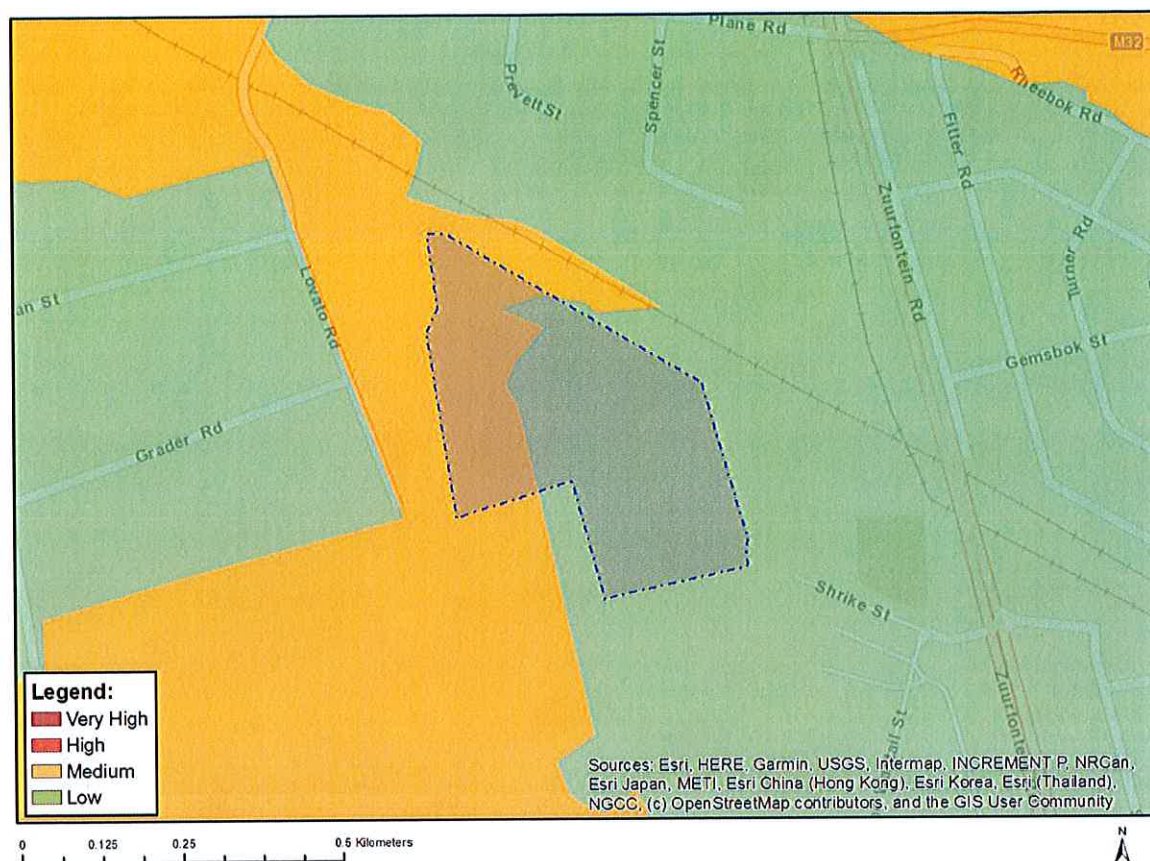 Plane Rd
M32
Prevett St
Spencer St
Rheebok Rd
Fitter Rd
Zuurfontein Rd
Turner Rd
an St
Lovato Rd
Gemsbok St
Grader Rd
Shrike St
Zuurfontein
ail St
Legend:
Very High
High
Medium
Low
Sources: Esri, HERE, Garmin, USGS, Intermap, INCREMENT P, NRCan,
Esri Japan, METI, Esri China (Hong Kong), Esri Korea, Esri (Thailand),
NGCC, (c) OpenStreetMap contributors, and the GIS User Community
0 0.125 0.25 0.5 Kilometers
N